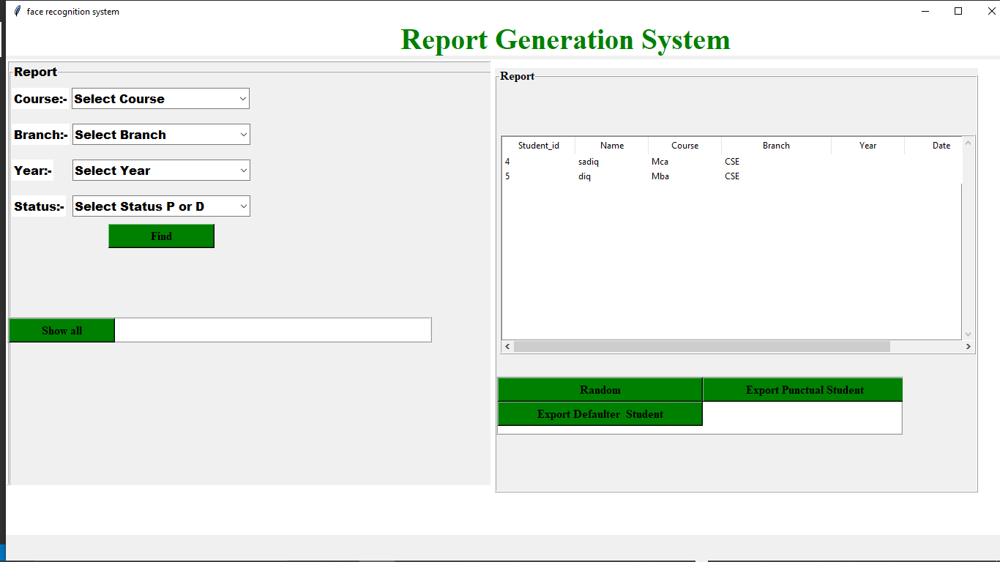 face recognition system
Report Generation System
Report
Course:- Select Course
Branch:- Select Branch
Year:- Select Year
Status:- Select Status P or D
Find
Show all
Report
Student_id Name Course Branch Year Date
4 sadiq Mca CSE
5 diq Mba CSE
Random Export Punctual Student
Export Defaulter  Student